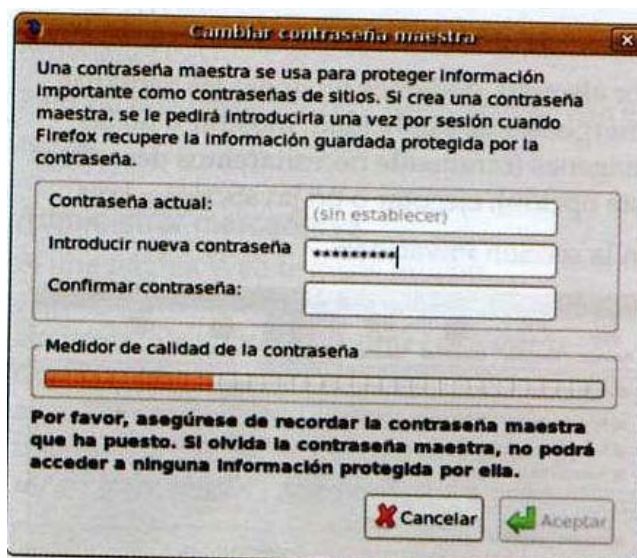 Cambiar contraseña maestra
Una contraseña maestra se usa para proteger información
importante como contraseñas de sitios. Si crea una contraseña
maestra, se le pedirá introducirla una vez por sesión cuando
Firefox recupere la información guardada protegida por la
contraseña.
Contraseña actual:
(sin establecer)
Introducir nueva contraseña
*********
Confirmar contraseña:
Medidor de calidad de la contraseña
Por favor, asegúrese de recordar la contraseña maestra
que ha puesto. Si olvida la contraseña maestra, no podrá
acceder a ninguna información protegida por ella.
Cancelar
Aceptar